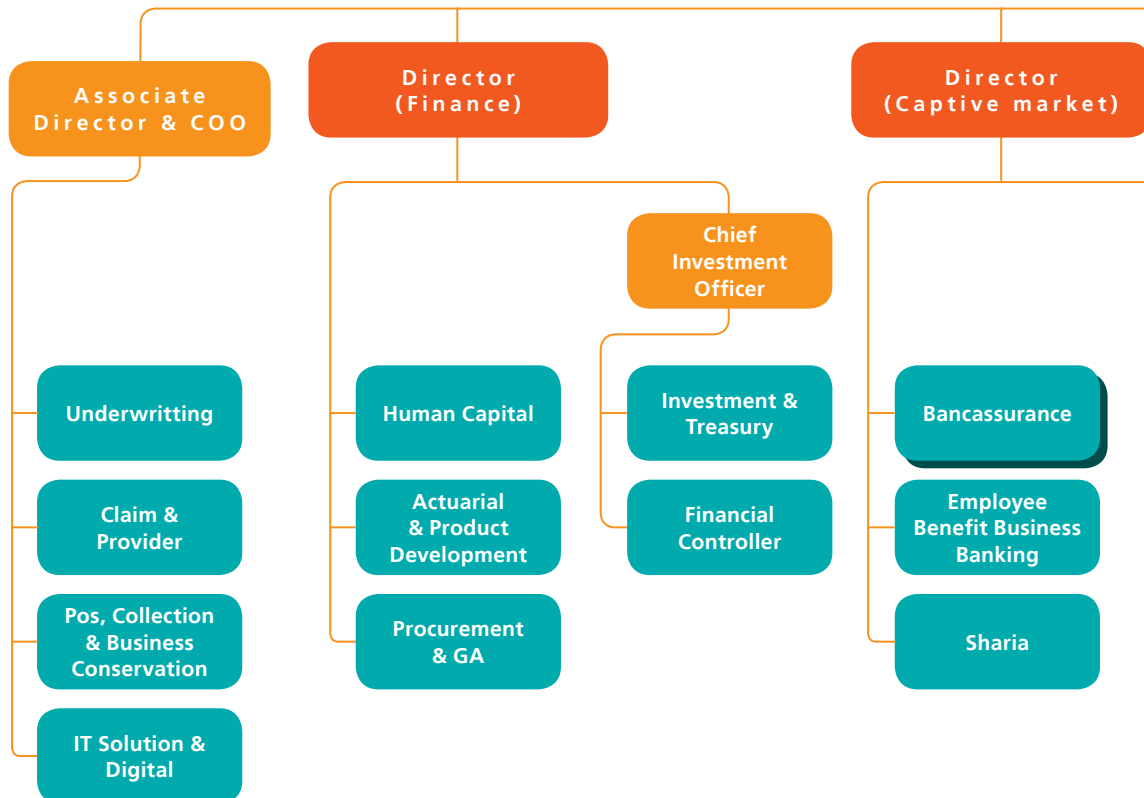 Associate
Director & COO
Director
(Finance)
Director
(Captive market)
Chief
Investment
Officer
Underwritting
Human Capital
Investment &
Treasury
Bancassurance
Claim &
Provider
Actuarial
& Product
Development
Financial
Controller
Employee
Benefit Business
Banking
Pos, Collection
& Business
Conservation
Procurement
& GA
Sharia
IT Solution &
Digital